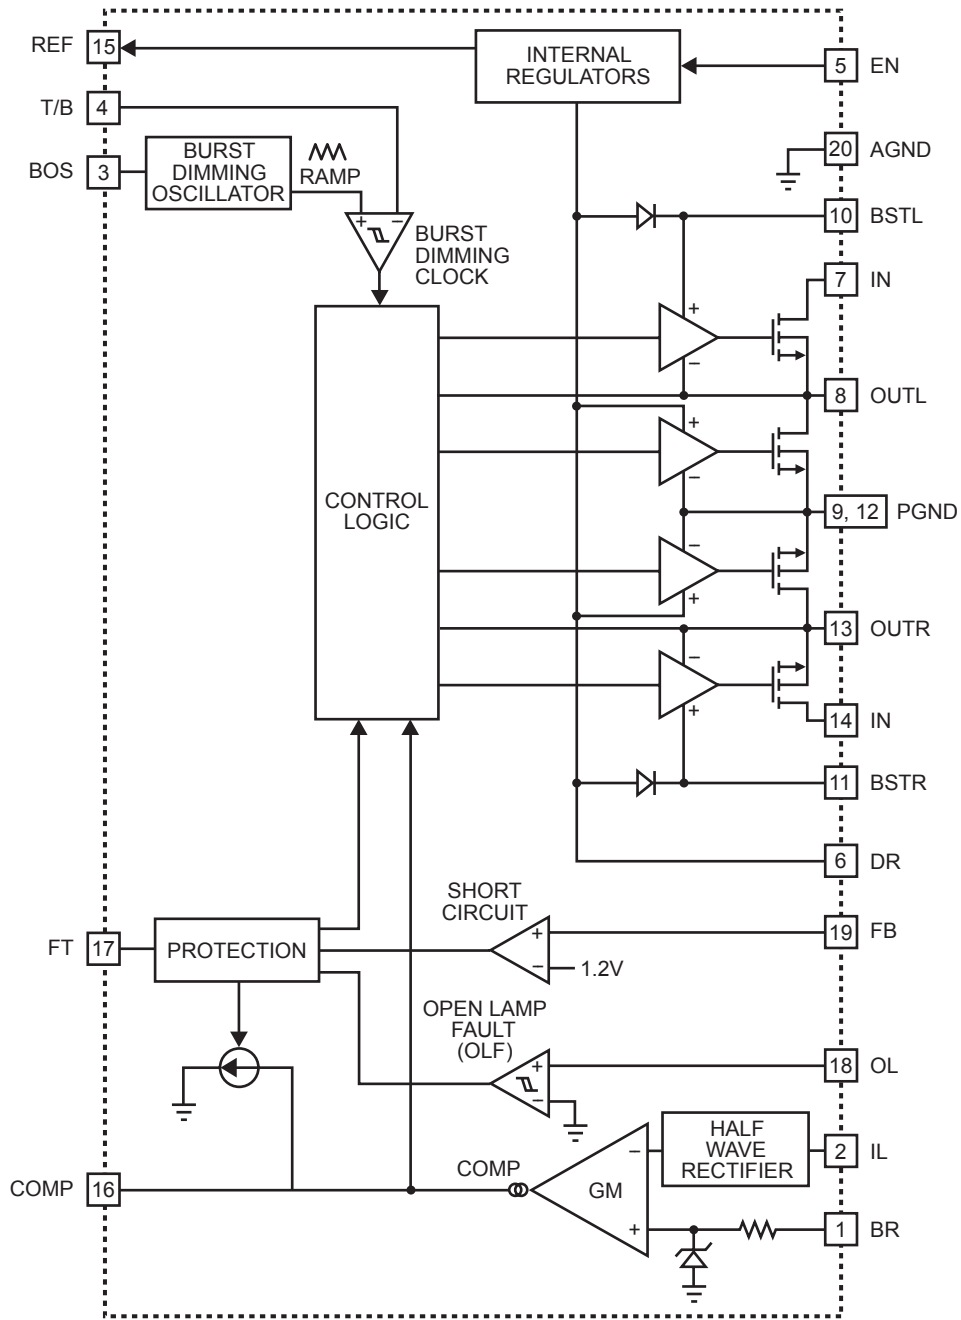 REF 15
INTERNAL
REGULATORS
5 EN
T/B 4
BOS 3
BURST
DIMMING
OSCILLATOR
RAMP
+ −
BURST
DIMMING
CLOCK
20 AGND
10 BSTL
7 IN
+
−
8 OUTL
+
−
CONTROL
LOGIC
9, 12 PGND
−
+
13 OUTR
−
+
14 IN
11 BSTR
6 DR
SHORT
CIRCUIT
FT 17
PROTECTION
+
− 1.2V
19 FB
OPEN LAMP
FAULT
(OLF)
+
−
18 OL
HALF
WAVE
RECTIFIER
2 IL
COMP 16
COMP
GM
−
+
1 BR